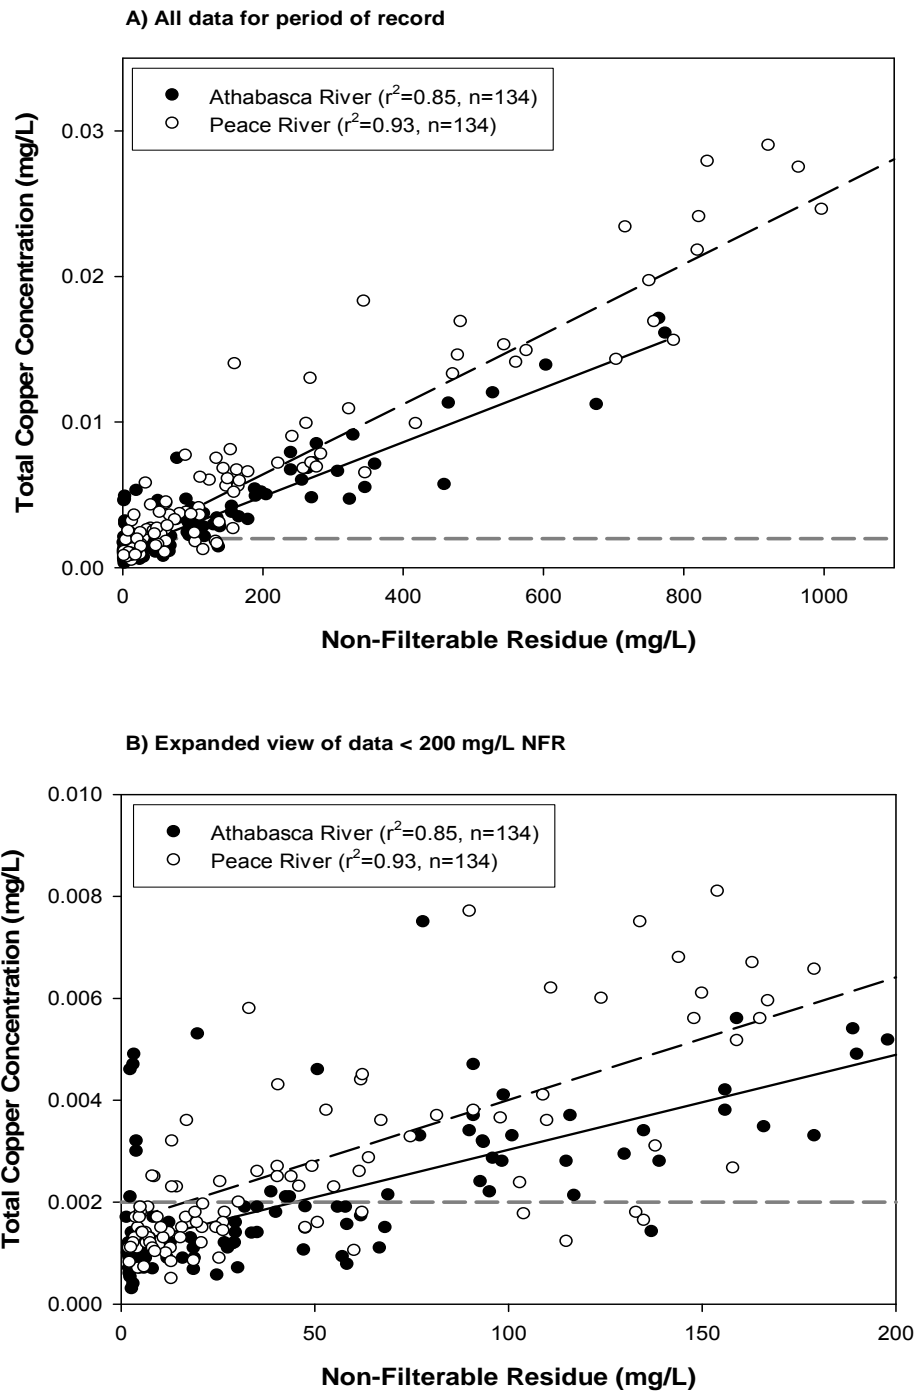 A) All data for period of record
Athabasca River (r²=0.85, n=134)
Peace River (r²=0.93, n=134)
Total Copper Concentration (mg/L)
0.03
0.02
0.01
0.00
0 200 400 600 800 1000
Non-Filterable Residue (mg/L)
B) Expanded view of data < 200 mg/L NFR
Athabasca River (r²=0.85, n=134)
Peace River (r²=0.93, n=134)
Total Copper Concentration (mg/L)
0.010
0.008
0.006
0.004
0.002
0.000
0 50 100 150 200
Non-Filterable Residue (mg/L)